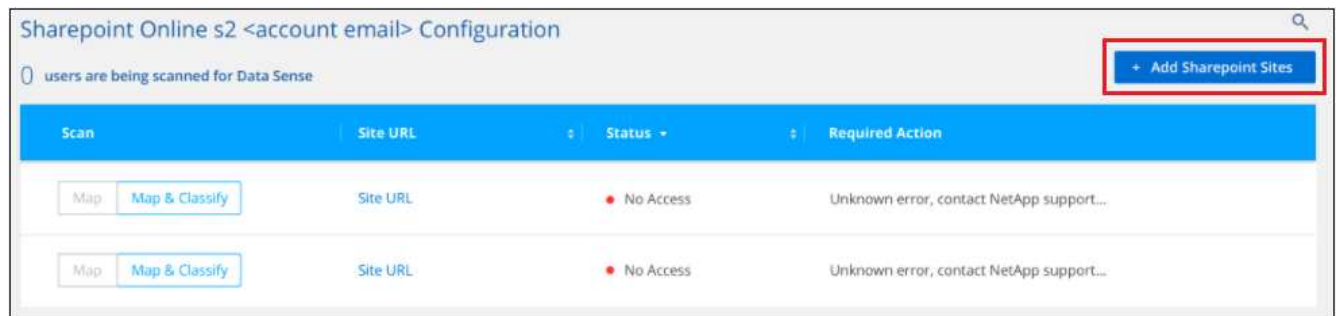 Sharepoint Online s2 <account email> Configuration
0 users are being scanned for Data Sense
+ Add Sharepoint Sites
Scan Site URL Status Required Action
Map Map & Classify Site URL No Access Unknown error, contact NetApp support...
Map Map & Classify Site URL No Access Unknown error, contact NetApp support...